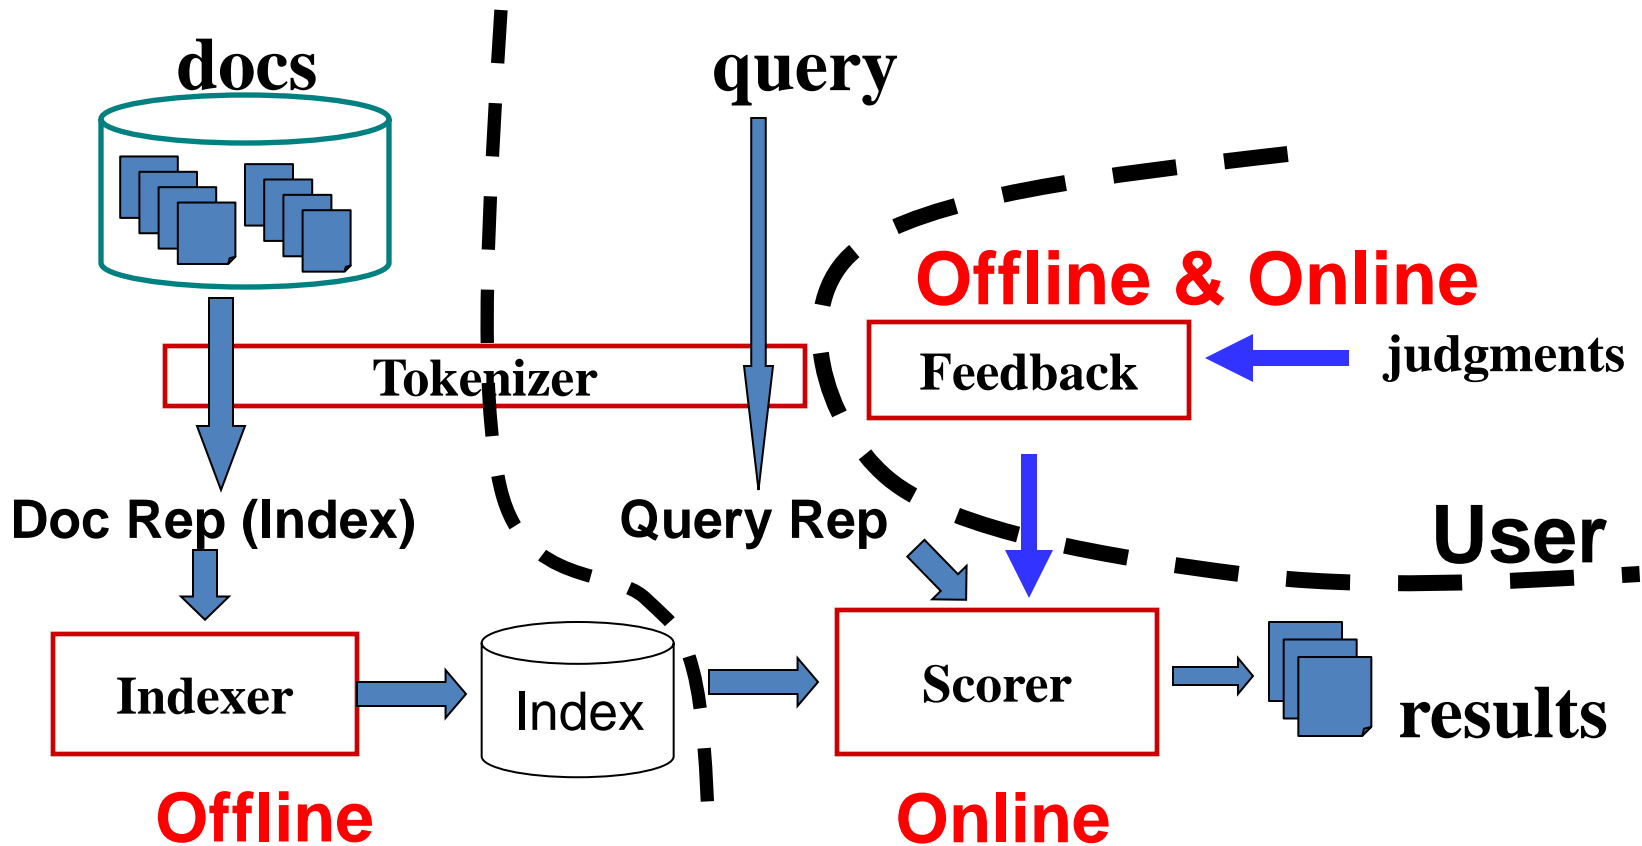 docs
query
Offline & Online
Tokenizer
Feedback
judgments
Doc Rep (Index)
Query Rep
User
Indexer
Index
Scorer
results
Offline
Online